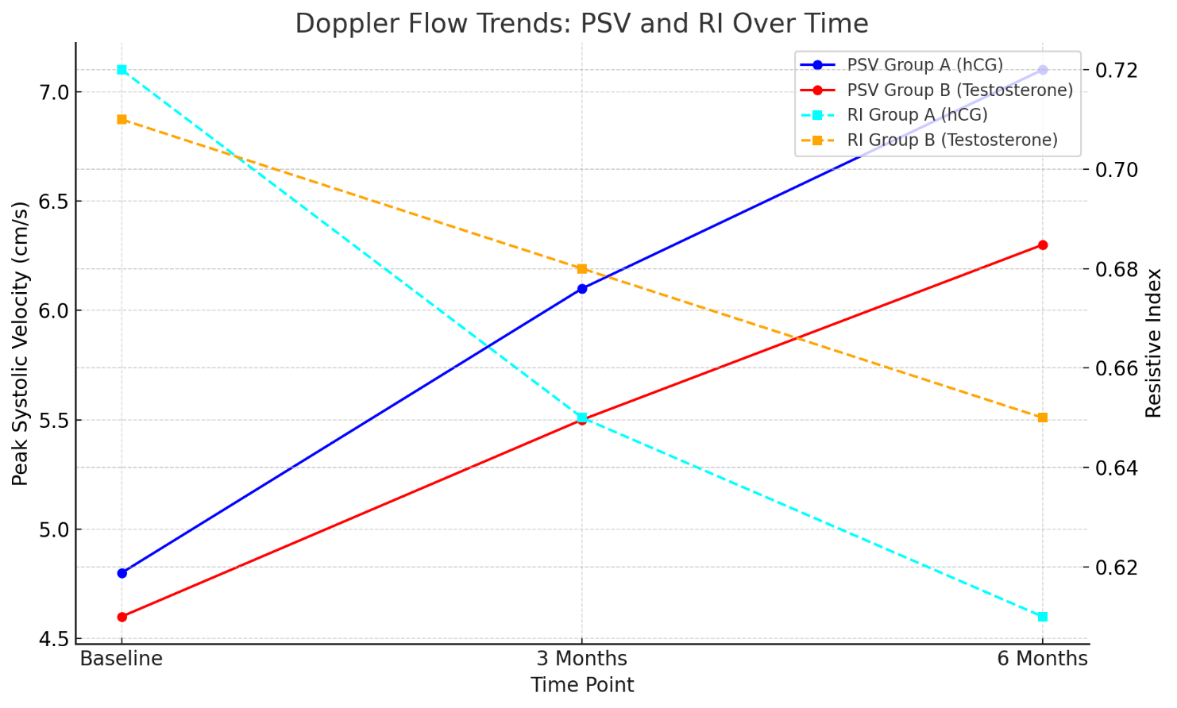 Doppler Flow Trends: PSV and RI Over Time
PSV Group A (hCG)
PSV Group B (Testosterone)
RI Group A (hCG)
RI Group B (Testosterone)
Peak Systolic Velocity (cm/s)
7.0
6.5
6.0
5.5
5.0
4.5
0.72
0.70
0.68
0.66
0.64
0.62
Resistive Index
Baseline
3 Months
6 Months
Time Point